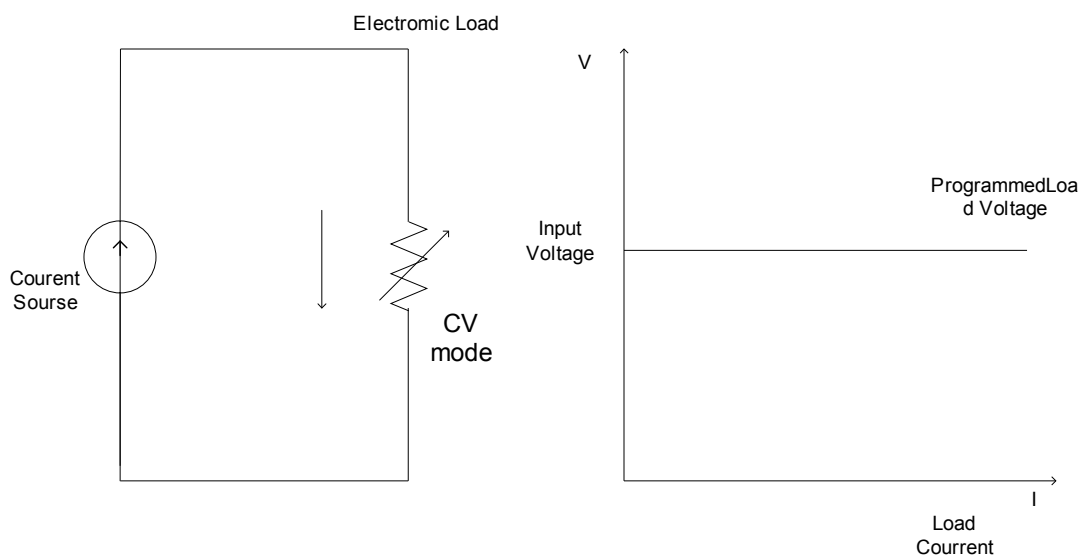 Electromic Load
Courent
Sourse
CV
mode
V
Input
Voltage
ProgrammedLoa
d Voltage
I
Load
Courrent